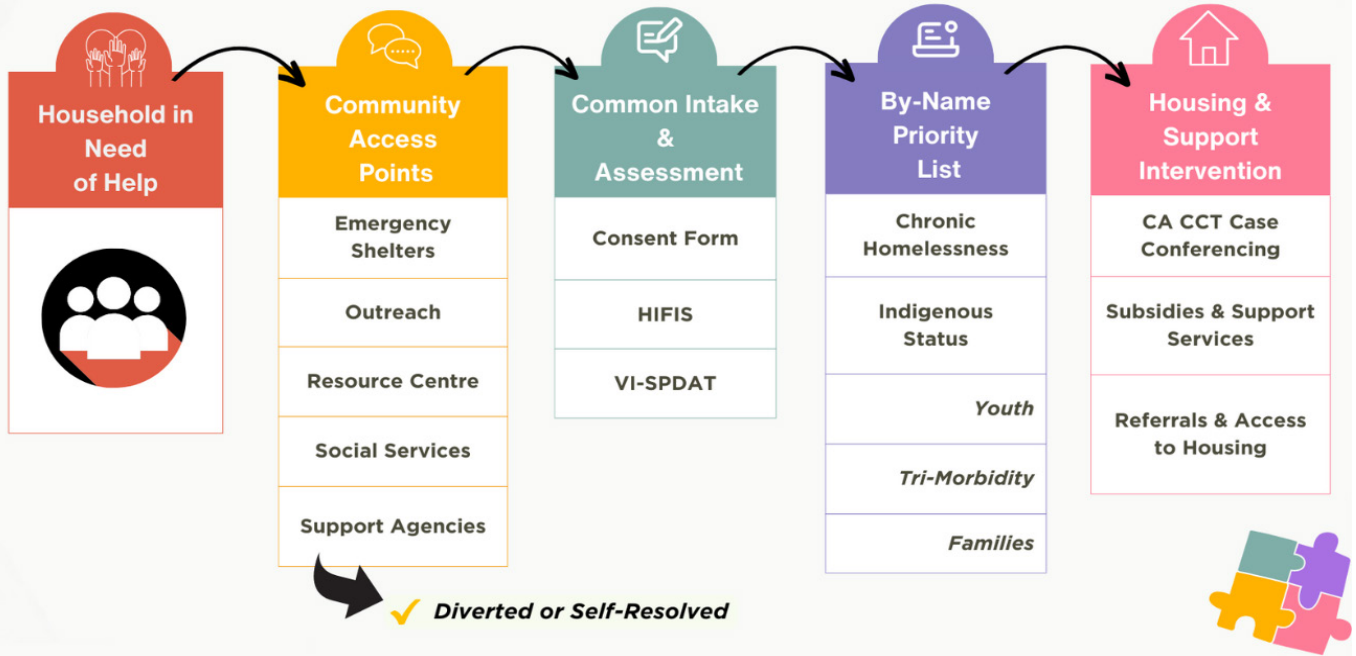 Household in
Need
of Help
Community
Access
Points
Emergency
Shelters
Outreach
Resource Centre
Social Services
Support Agencies
Diverted or Self-Resolved
Common Intake
&
Assessment
Consent Form
HIFIS
VI-SPDAT
By-Name
Priority
List
Chronic
Homelessness
Indigenous
Status
Youth
Tri-Morbidity
Families
Housing &
Support
Intervention
CA CCT Case
Conferencing
Subsidies & Support
Services
Referrals & Access
to Housing